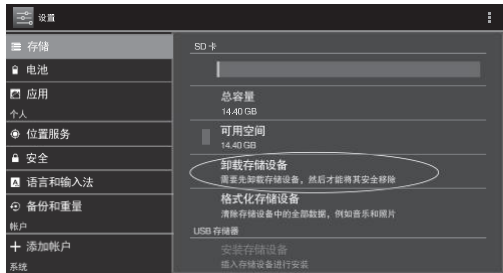 设置
存储
电池
应用
个人
位置服务
安全
语言和输入法
备份和重量
帐户
添加帐户
系统
SD卡
总容量
14.40 GB
可用空间
14.40 GB
卸载存储设备
需要先卸载存储设备，然后才能将其安全移除
格式化存储设备
清除存储设备中的全部数据，例如音乐和照片
USB 存储器
安装存储设备
插入存储设备进行安装